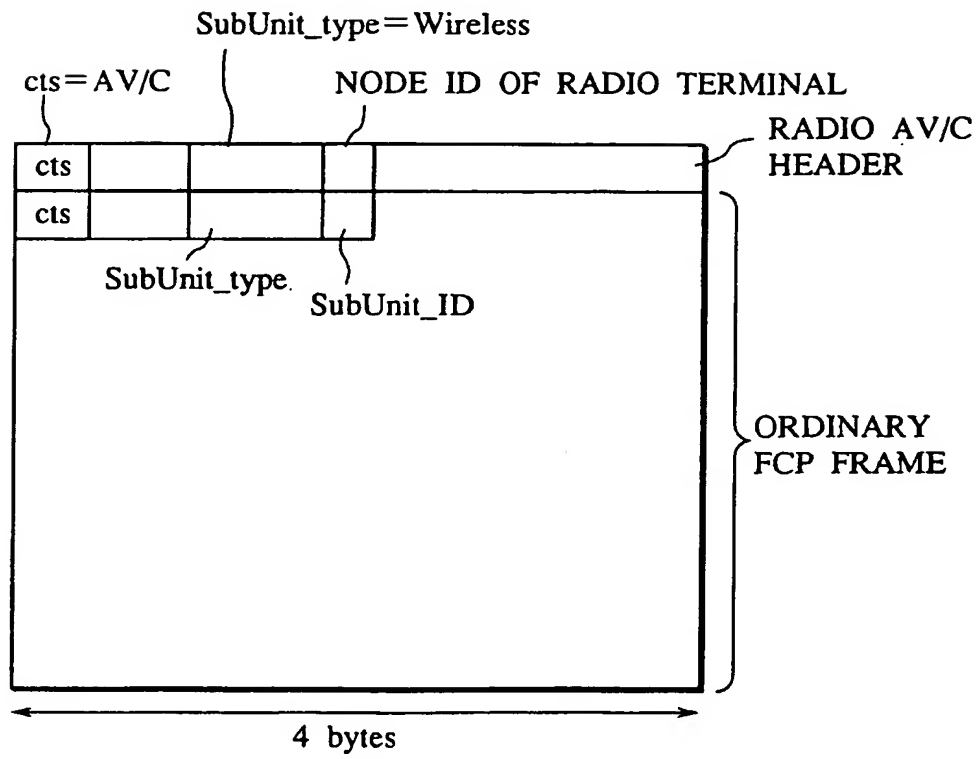 SubUnit_type=Wireless
cts=AV/C
NODE ID OF RADIO TERMINAL
RADIO AV/C
HEADER
cts
cts
SubUnit_type.
SubUnit_ID
ORDINARY
FCP FRAME
4 bytes